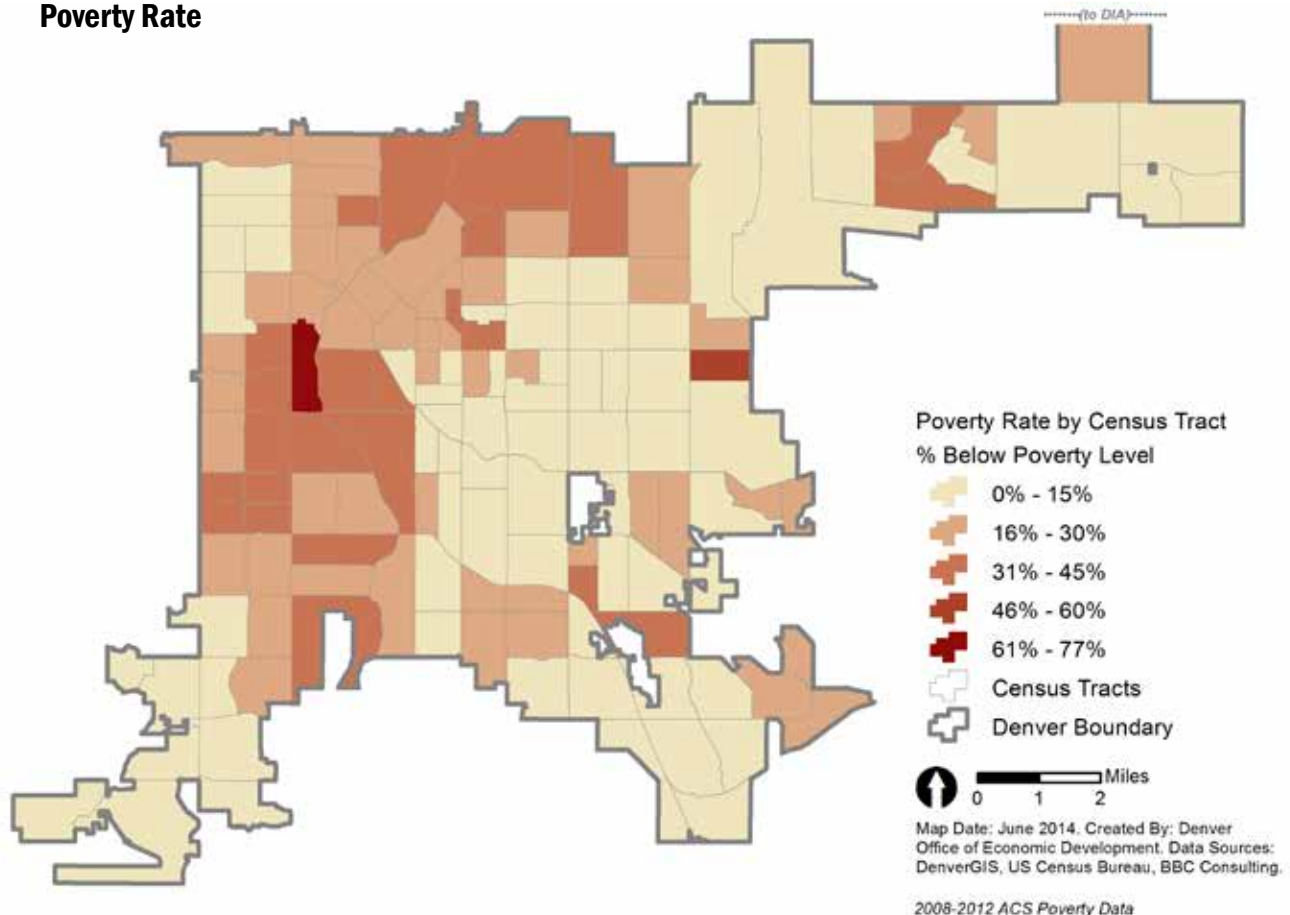 Poverty Rate
(to DIA)
Poverty Rate by Census Tract
% Below Poverty Level
0% - 15%
16% - 30%
31% - 45%
46% - 60%
61% - 77%
Census Tracts
Denver Boundary
Miles
0 1 2
Map Date: June 2014. Created By: Denver
Office of Economic Development. Data Sources:
DenverGIS, US Census Bureau, BBC Consulting.
2008-2012 ACS Poverty Data